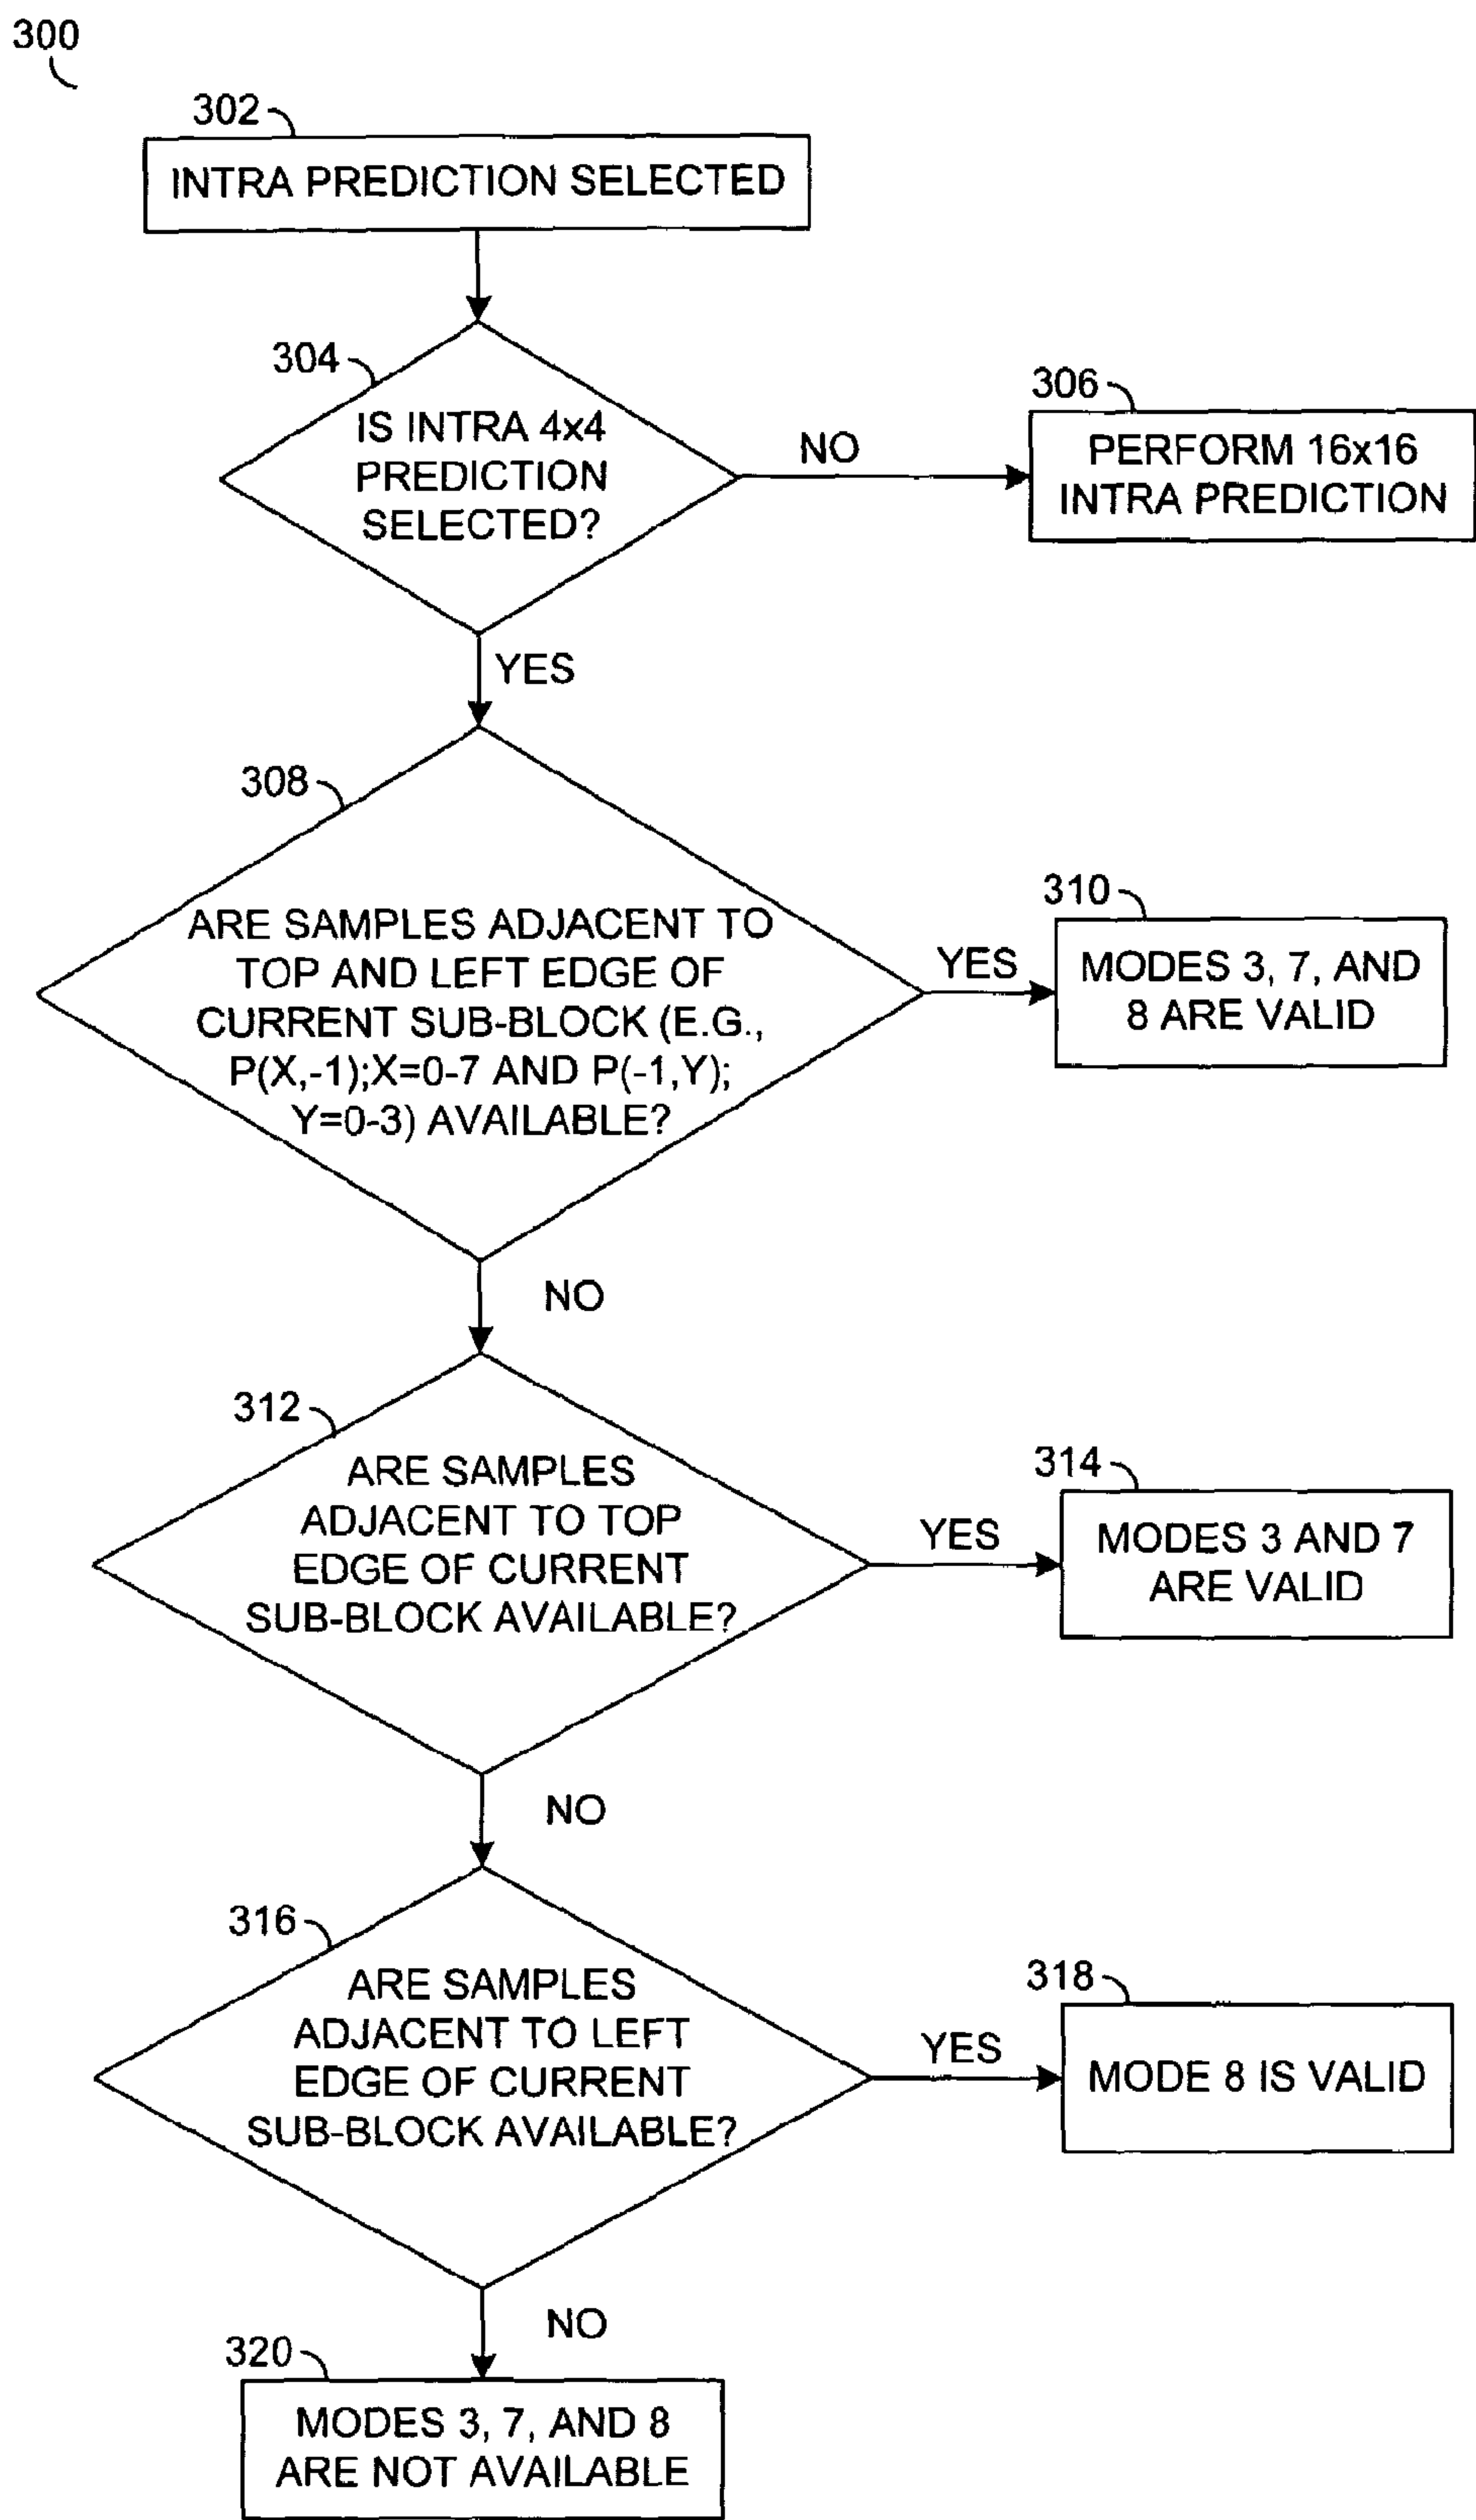 300
302
INTRA PREDICTION SELECTED
304
IS INTRA 4x4
PREDICTION
SELECTED?
NO
306
PERFORM 16x16
INTRA PREDICTION
YES
308
ARE SAMPLES ADJACENT TO
TOP AND LEFT EDGE OF
CURRENT SUB-BLOCK (E.G.,
P(X,-1);X=0-7 AND P(-1,Y);
Y=0-3) AVAILABLE?
YES
310
MODES 3, 7, AND
8 ARE VALID
NO
312
ARE SAMPLES
ADJACENT TO TOP
EDGE OF CURRENT
SUB-BLOCK AVAILABLE?
YES
314
MODES 3 AND 7
ARE VALID
NO
316
ARE SAMPLES
ADJACENT TO LEFT
EDGE OF CURRENT
SUB-BLOCK AVAILABLE?
YES
318
MODE 8 IS VALID
NO
320
MODES 3, 7, AND 8
ARE NOT AVAILABLE